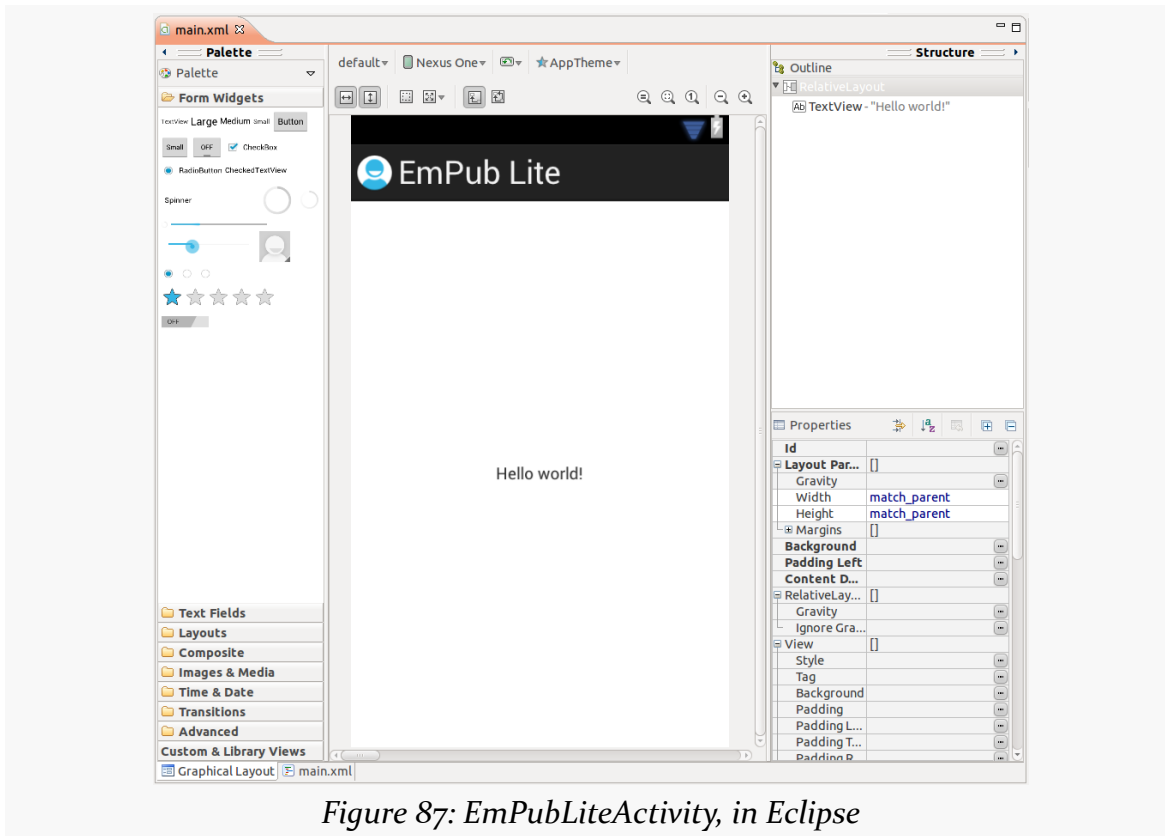 main.xml
Palette
Palette
Form Widgets
TextView Large Medium Small Button
Small OFF CheckBox
RadioButton CheckedTextView
Spinner
OFF
Text Fields
Layouts
Composite
Images & Media
Time & Date
Transitions
Advanced
Custom & Library Views
default Nexus One AppTheme
EmPub Lite
Hello world!
Structure
Outline
RelativeLayout
Ab TextView - "Hello world!"
Properties
Id
Layout Par... []
Gravity
Width match_parent
Height match_parent
Margins []
Background
Padding Left
Content D...
RelativeLay... []
Gravity
Ignore Gra...
View []
Style
Tag
Background
Padding
Padding L...
Padding T...
Padding R...
Graphical Layout main.xml
Figure 87: EmPubLiteActivity, in Eclipse